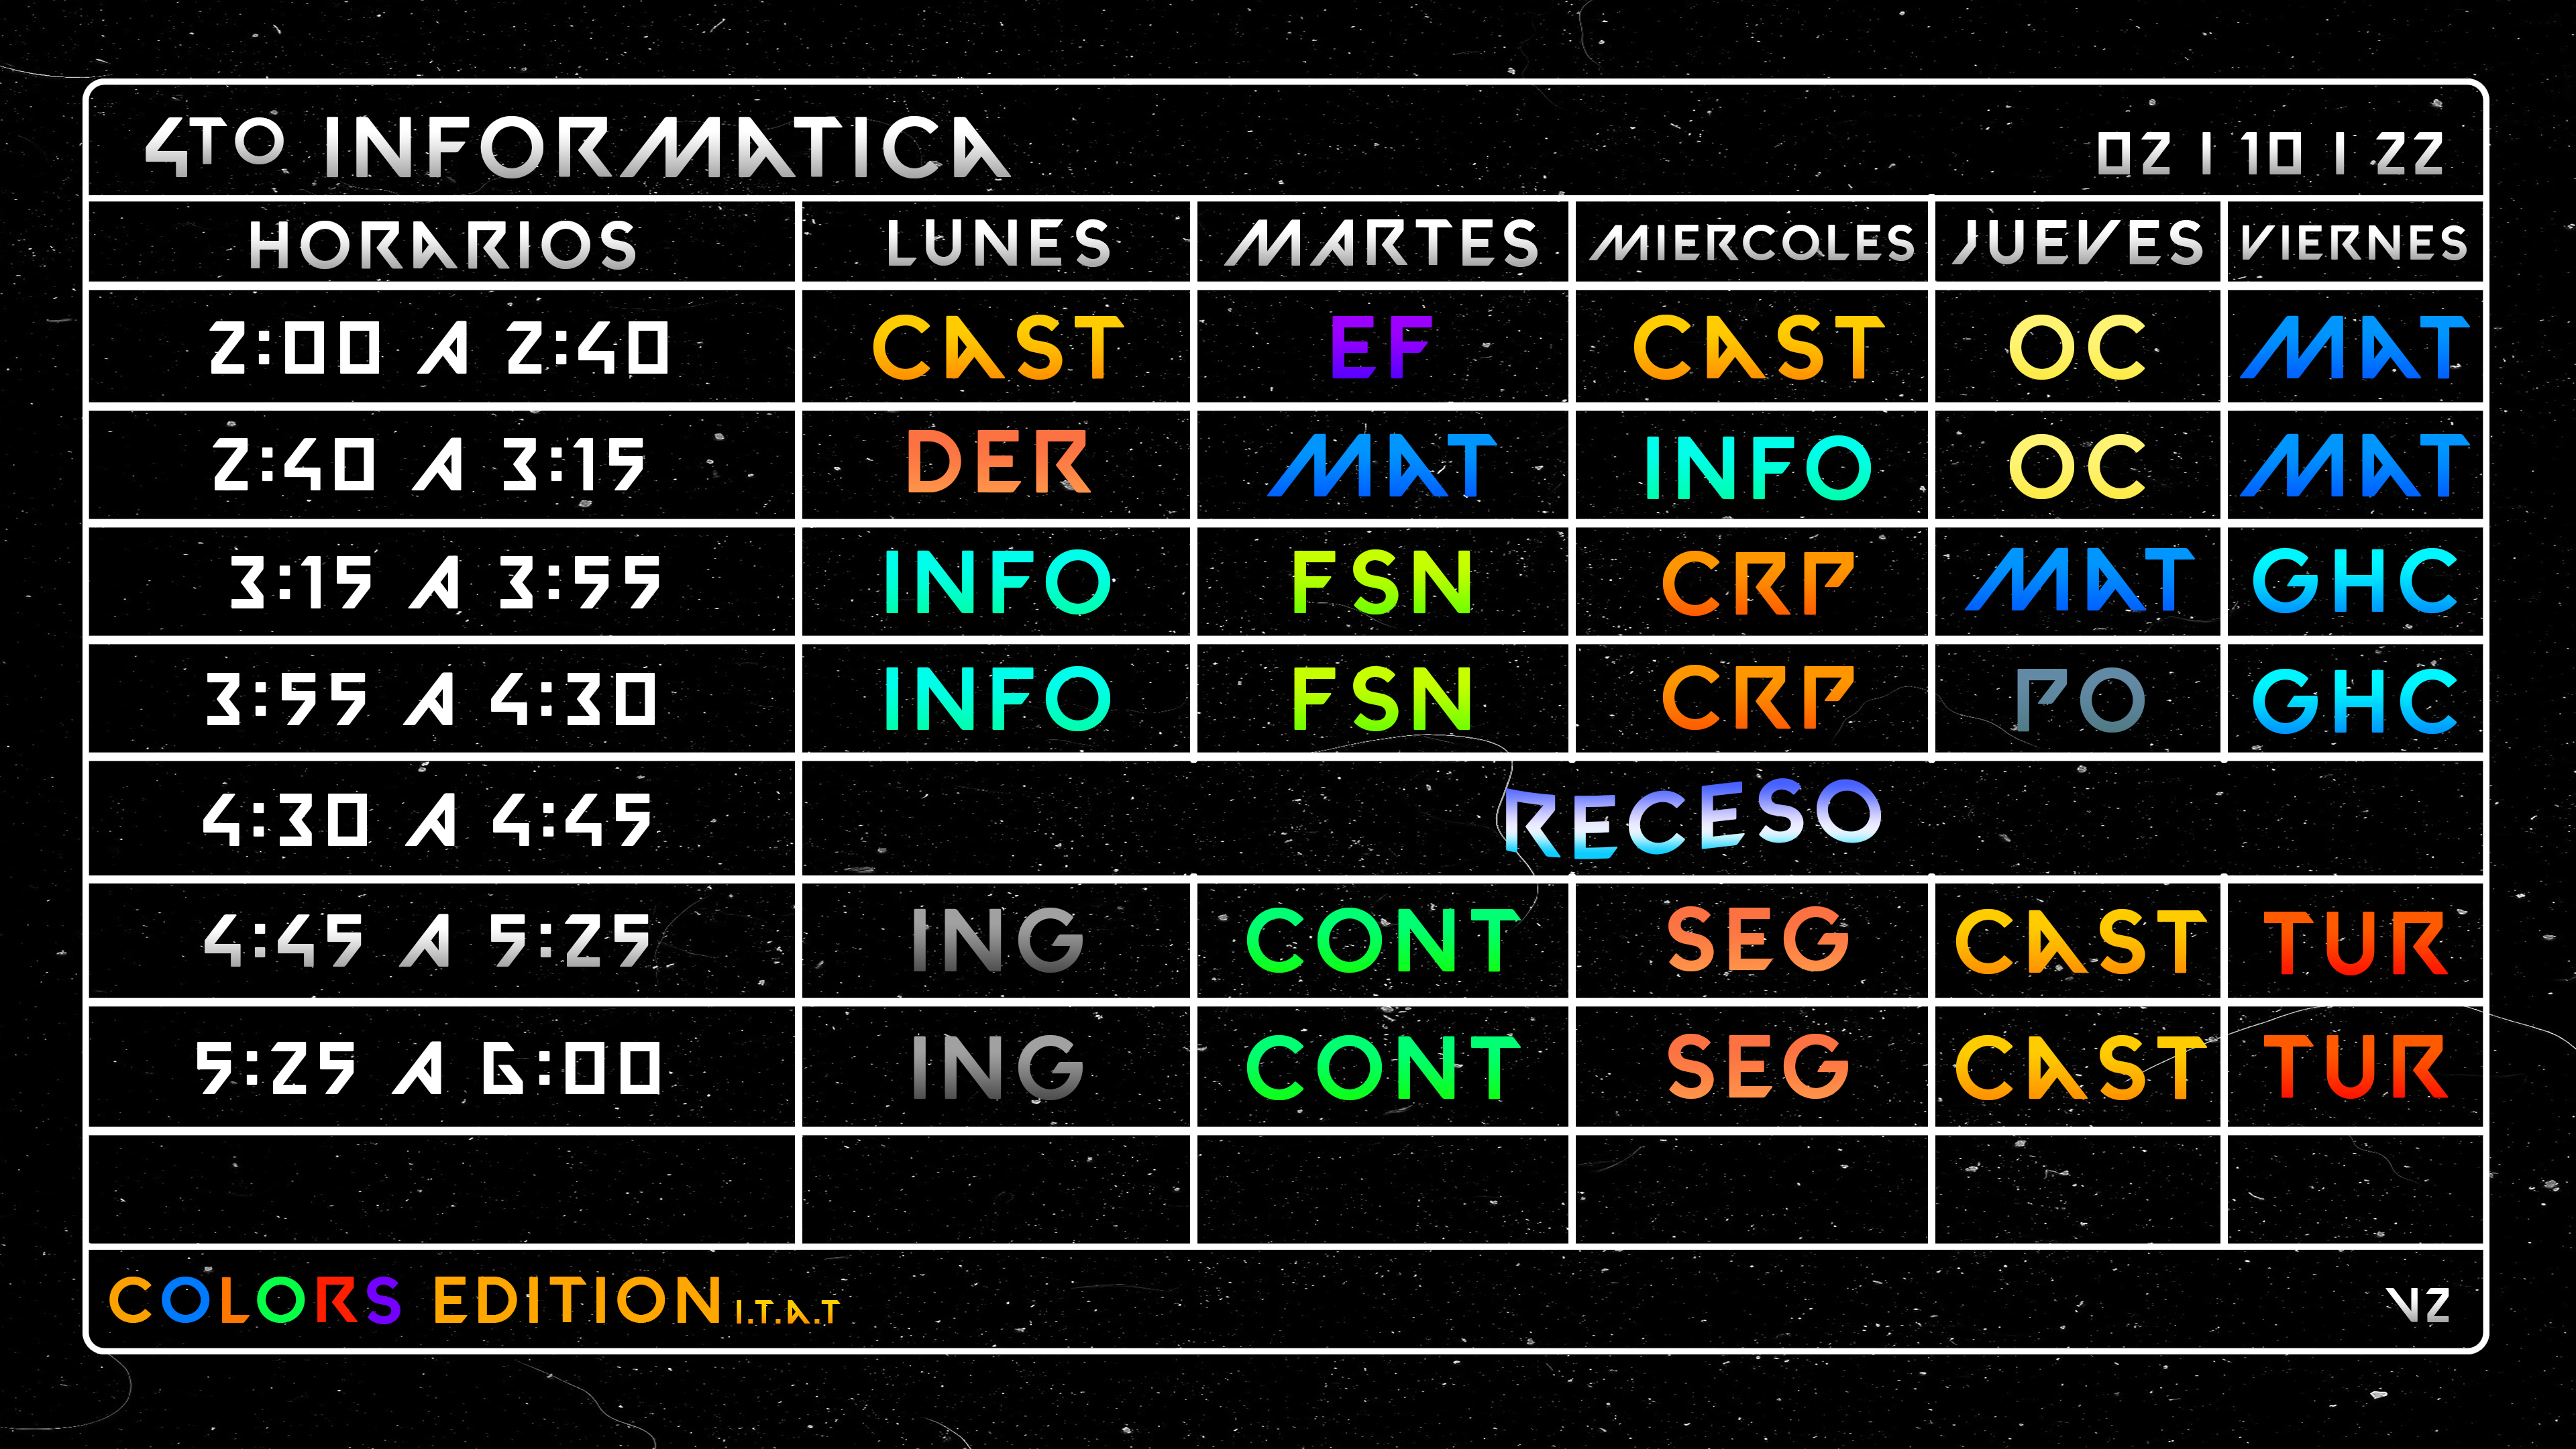 4TO INFORMATICA 02 | 10 | 22
HORARIOS LUNES MARTES MIERCOLES JUEVES VIERNES
2:00 A 2:40 CAST EF CAST OC MAT
2:40 A 3:15 DER MAT INFO OC MAT
3:15 A 3:55 INFO FSN CRP MAT GHC
3:55 A 4:30 INFO FSN CRP PO GHC
4:30 A 4:45 RECESO
4:45 A 5:25 ING CONT SEG CAST TUR
5:25 A 6:00 ING CONT SEG CAST TUR
COLORS EDITION I.T.A.T VZ